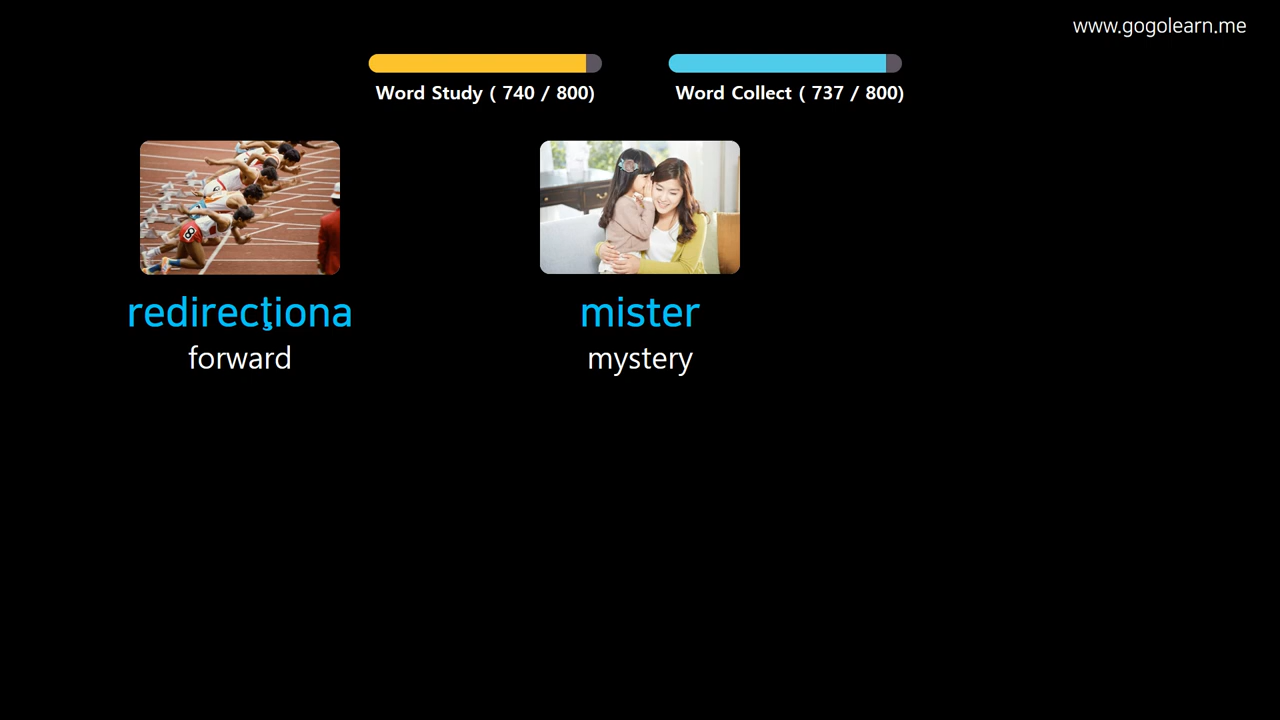 www.gogolearn.me
Word Study ( 740 / 800)
Word Collect ( 737 / 800)
redirecţiona
forward
mister
mystery